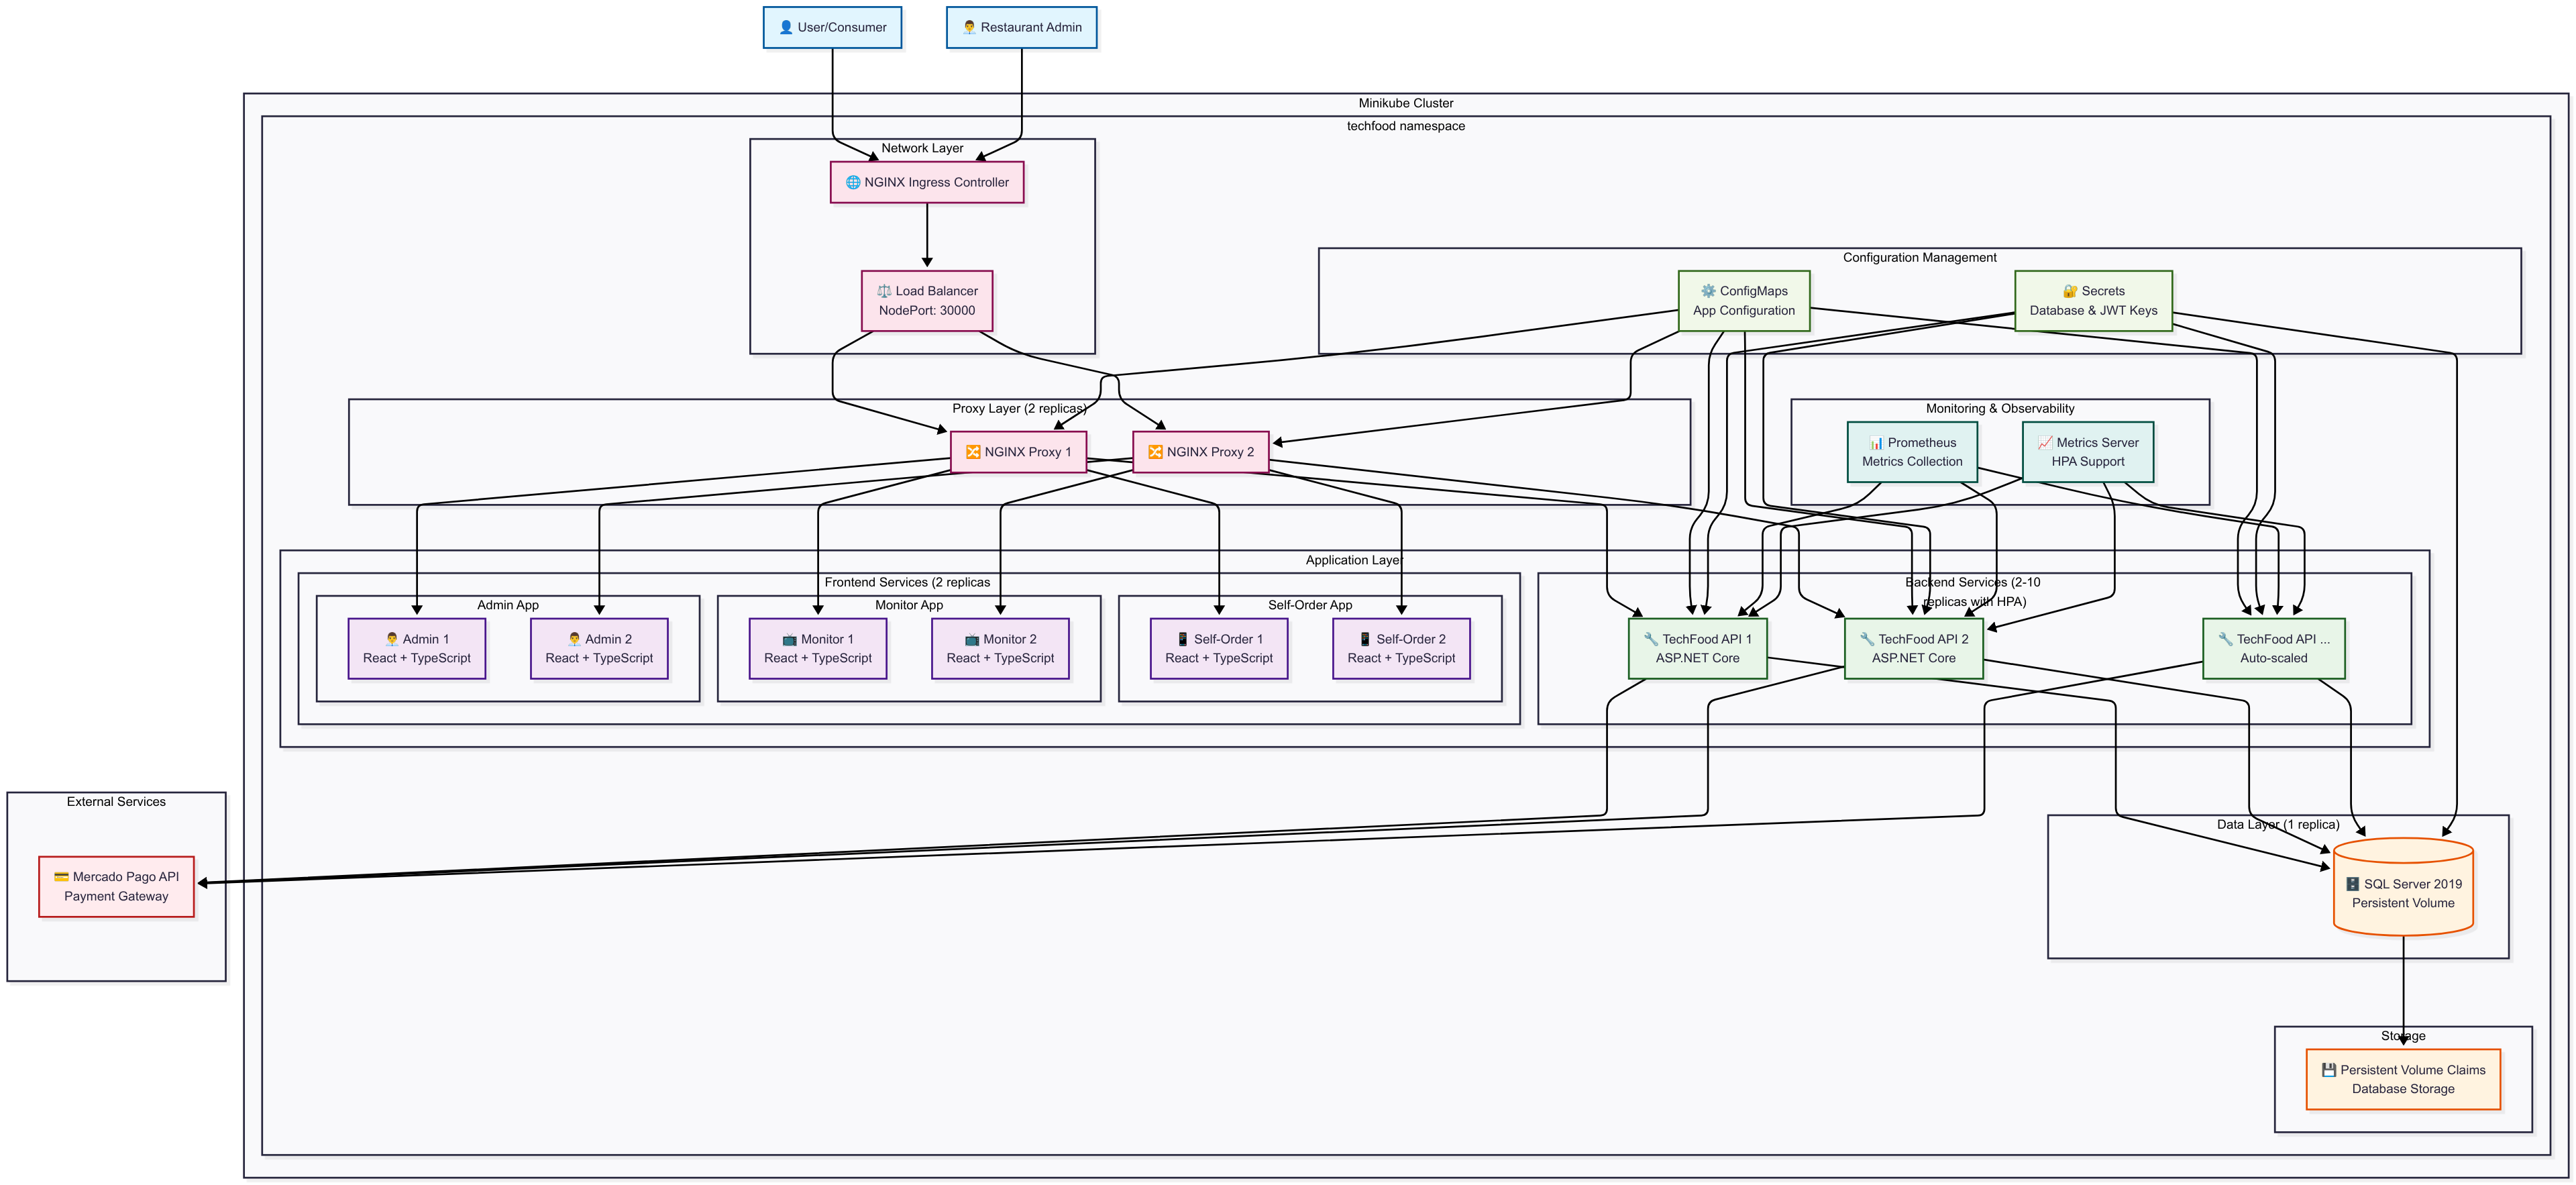 👤 User/Consumer
👨‍💼 Restaurant Admin
Minikube Cluster
techfood namespace
Network Layer
🌐 NGINX Ingress Controller
⚖️ Load Balancer
NodePort: 30000
Configuration Management
⚙️ ConfigMaps
App Configuration
🔐 Secrets
Database & JWT Keys
Proxy Layer (2 replicas)
🔀 NGINX Proxy 1
🔀 NGINX Proxy 2
Monitoring & Observability
📊 Prometheus
Metrics Collection
📈 Metrics Server
HPA Support
Application Layer
Frontend Services (2 replicas
Admin App
👨‍💼 Admin 1
React + TypeScript
👨‍💼 Admin 2
React + TypeScript
Monitor App
📺 Monitor 1
React + TypeScript
📺 Monitor 2
React + TypeScript
Self-Order App
📱 Self-Order 1
React + TypeScript
📱 Self-Order 2
React + TypeScript
Backend Services (2-10
replicas with HPA)
🔧 TechFood API 1
ASP.NET Core
🔧 TechFood API 2
ASP.NET Core
🔧 TechFood API ...
Auto-scaled
External Services
💳 Mercado Pago API
Payment Gateway
Data Layer (1 replica)
🗄️ SQL Server 2019
Persistent Volume
Storage
💾 Persistent Volume Claims
Database Storage